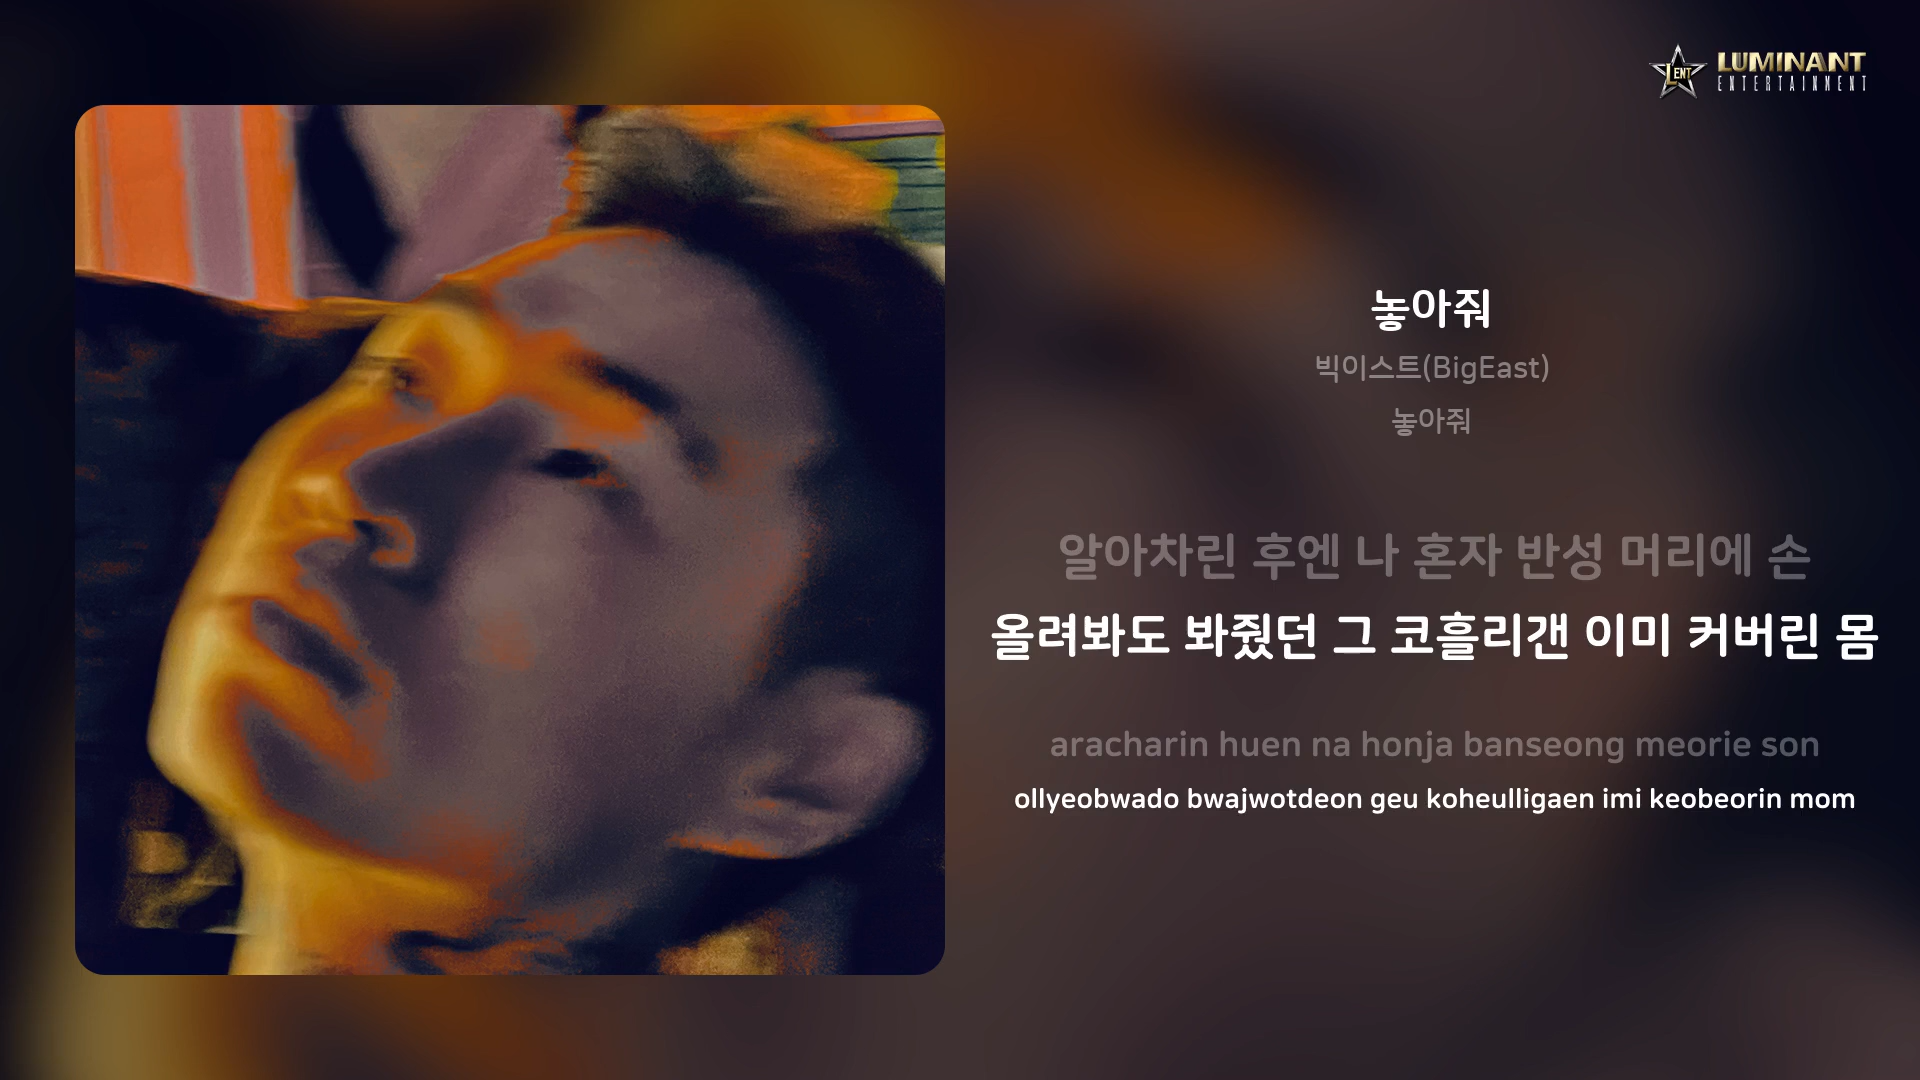 LENT
LUMINANT
ENTERTAINMENT
놓아줘
빅이스트(BigEast)
놓아줘
알아차린 후엔 나 혼자 반성 머리에 손
올려봐도 봐줬던 그 코흘리갠 이미 커버린 몸
aracharin huen na honja banseong meorie son
ollyeobwado bwajwotdeon geu koheulligaen imi keobeorin mom